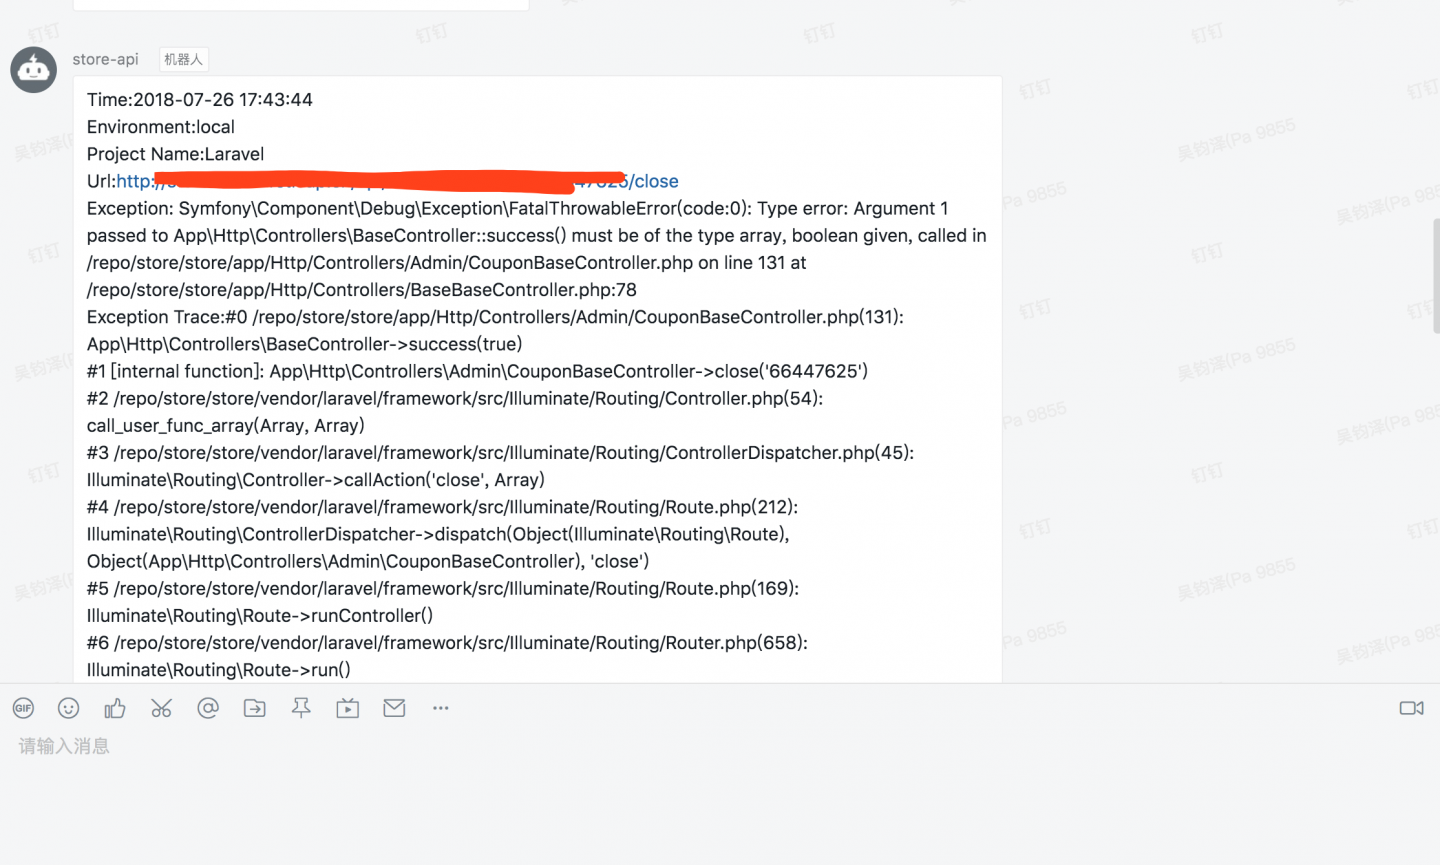 store-api 机器人
Time:2018-07-26 17:43:44
Environment:local
Project Name:Laravel
Url:http:/ /close
Exception: Symfony\Component\Debug\Exception\FatalThrowableError(code:0): Type error: Argument 1
passed to App\Http\Controllers\BaseController::success() must be of the type array, boolean given, called in
/repo/store/store/app/Http/Controllers/Admin/CouponBaseController.php on line 131 at
/repo/store/store/app/Http/Controllers/BaseBaseController.php:78
Exception Trace:#0 /repo/store/store/app/Http/Controllers/Admin/CouponBaseController.php(131):
App\Http\Controllers\BaseController->success(true)
#1 [internal function]: App\Http\Controllers\Admin\CouponBaseController->close('66447625')
#2 /repo/store/store/vendor/laravel/framework/src/Illuminate/Routing/Controller.php(54):
call_user_func_array(Array, Array)
#3 /repo/store/store/vendor/laravel/framework/src/Illuminate/Routing/ControllerDispatcher.php(45):
Illuminate\Routing\Controller->callAction('close', Array)
#4 /repo/store/store/vendor/laravel/framework/src/Illuminate/Routing/Route.php(212):
Illuminate\Routing\ControllerDispatcher->dispatch(Object(Illuminate\Routing\Route),
Object(App\Http\Controllers\Admin\CouponBaseController), 'close')
#5 /repo/store/store/vendor/laravel/framework/src/Illuminate/Routing/Route.php(169):
Illuminate\Routing\Route->runController()
#6 /repo/store/store/vendor/laravel/framework/src/Illuminate/Routing/Router.php(658):
Illuminate\Routing\Route->run()
GIF
请输入消息
钉钉
吴钧泽(Pa 9855